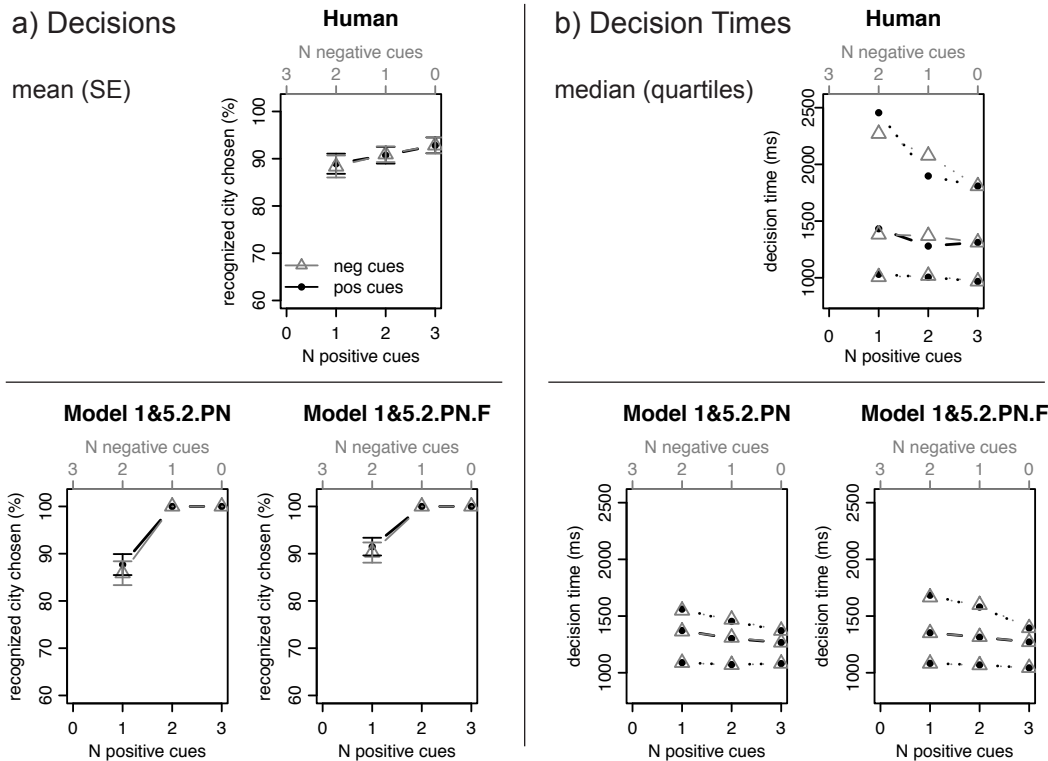 a) Decisions
mean (SE)
Human
N negative cues
3 2 1 0
recognized city chosen (%)
100
90
80
70
60
neg cues
pos cues
0 1 2 3
N positive cues
b) Decision Times
median (quartiles)
Human
N negative cues
3 2 1 0
decision time (ms)
2500
2000
1500
1000
0 1 2 3
N positive cues
Model 1&5.2.PN
N negative cues
3 2 1 0
recognized city chosen (%)
100
90
80
70
60
0 1 2 3
N positive cues
Model 1&5.2.PN.F
N negative cues
3 2 1 0
recognized city chosen (%)
100
90
80
70
60
0 1 2 3
N positive cues
Model 1&5.2.PN
N negative cues
3 2 1 0
decision time (ms)
2500
2000
1500
1000
0 1 2 3
N positive cues
Model 1&5.2.PN.F
N negative cues
3 2 1 0
decision time (ms)
2500
2000
1500
1000
0 1 2 3
N positive cues